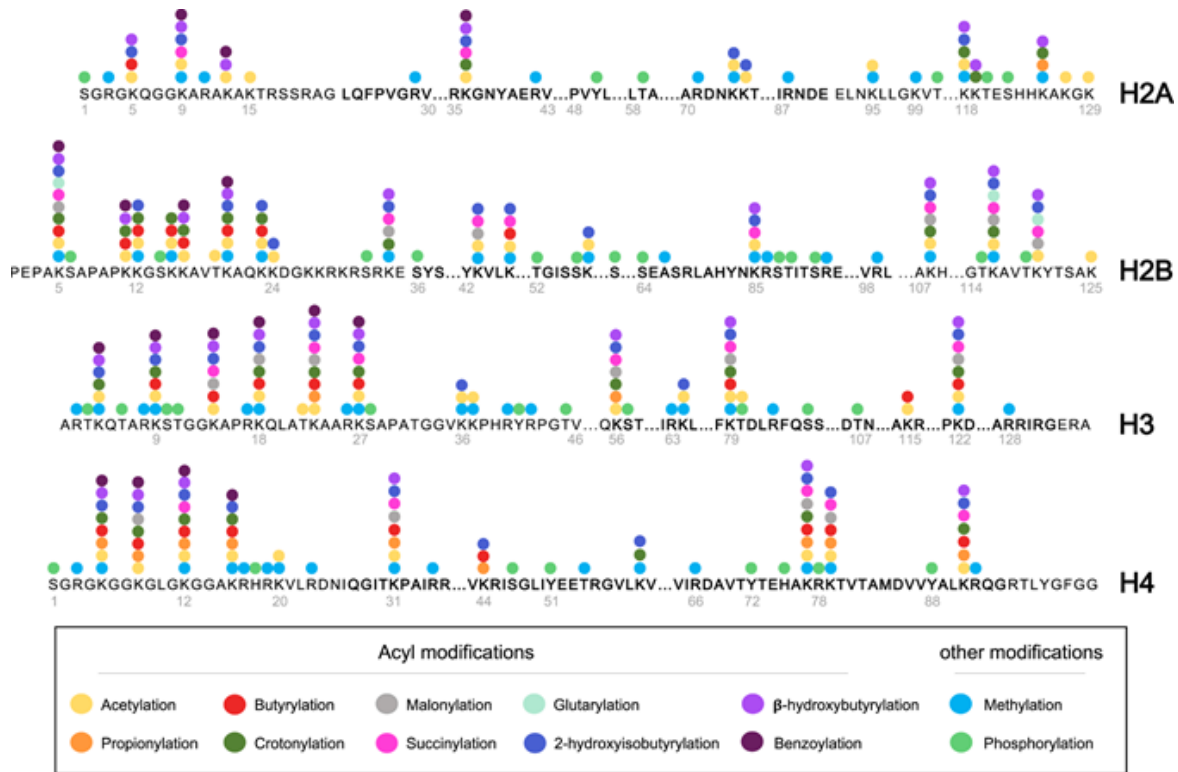 SGRGKQGGKARAKAKTRSSRAG LQFPVGRV...RKGNYAERV...PVYL...LTA....ARDNKKT...IRNDEE ELNKLLGKVT...KKTESHHKAKGK H2A
1 5 9 15 30 35 43 48 58 70 87 95 99 118 129
PEPAKSAPAPKKGSKKAVTKAQKKDGKKRKRSRKE SYS...YKVLK...TGISSK...S...SEASRLAHYNKRSTITSRE...VRL ...AKH...GTKAVTKYTSAK H2B
5 12 24 36 42 52 64 85 98 107 114 125
ARTKQTARKSTGGKAPRKQLATKAARKSAPATGGVKKPHRYRPGTV...QKST...IRKL...FKTDLRFQSS...DTN...AKR...PKD...ARRIRGERA H3
9 18 27 36 46 56 63 79 107 115 122 128
SGRGKGGKGLGKGGAKRHRKVLRDNIQGITKPAIRR...VKRISGLIYEETRGVLKV...VIRDAVTYTEHAKRKTVTAMDVVYALKRQGRTLYGFGG H4
1 12 20 31 44 51 66 72 78 88
Acyl modifications other modifications
Acetylation Butyrylation Malonylation Glutarylation β-hydroxybutyrylation Methylation
Propionylation Crotonylation Succinylation 2-hydroxyisobutyrylation Benzoylation Phosphorylation